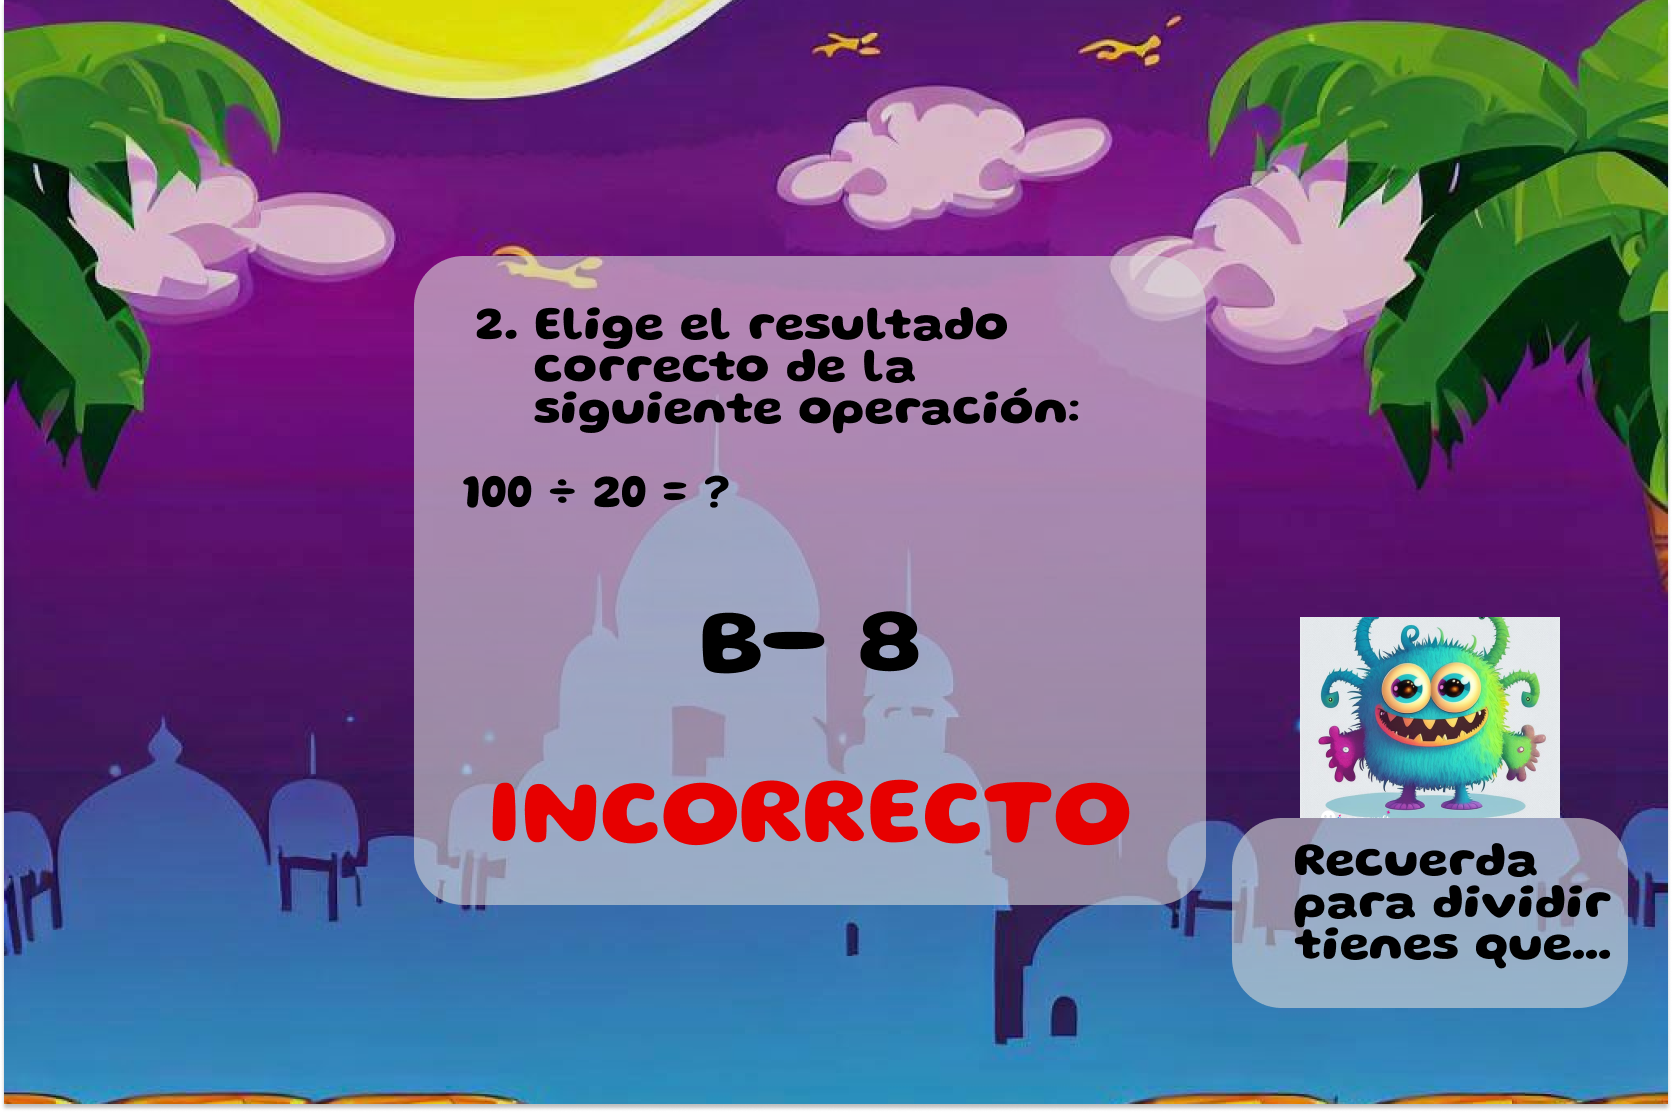 2. Elige el resultado
correcto de la
siguiente operación:
100 ÷ 20 = ?
B- 8
INCORRECTO
Recuerda
para dividir
tienes que...